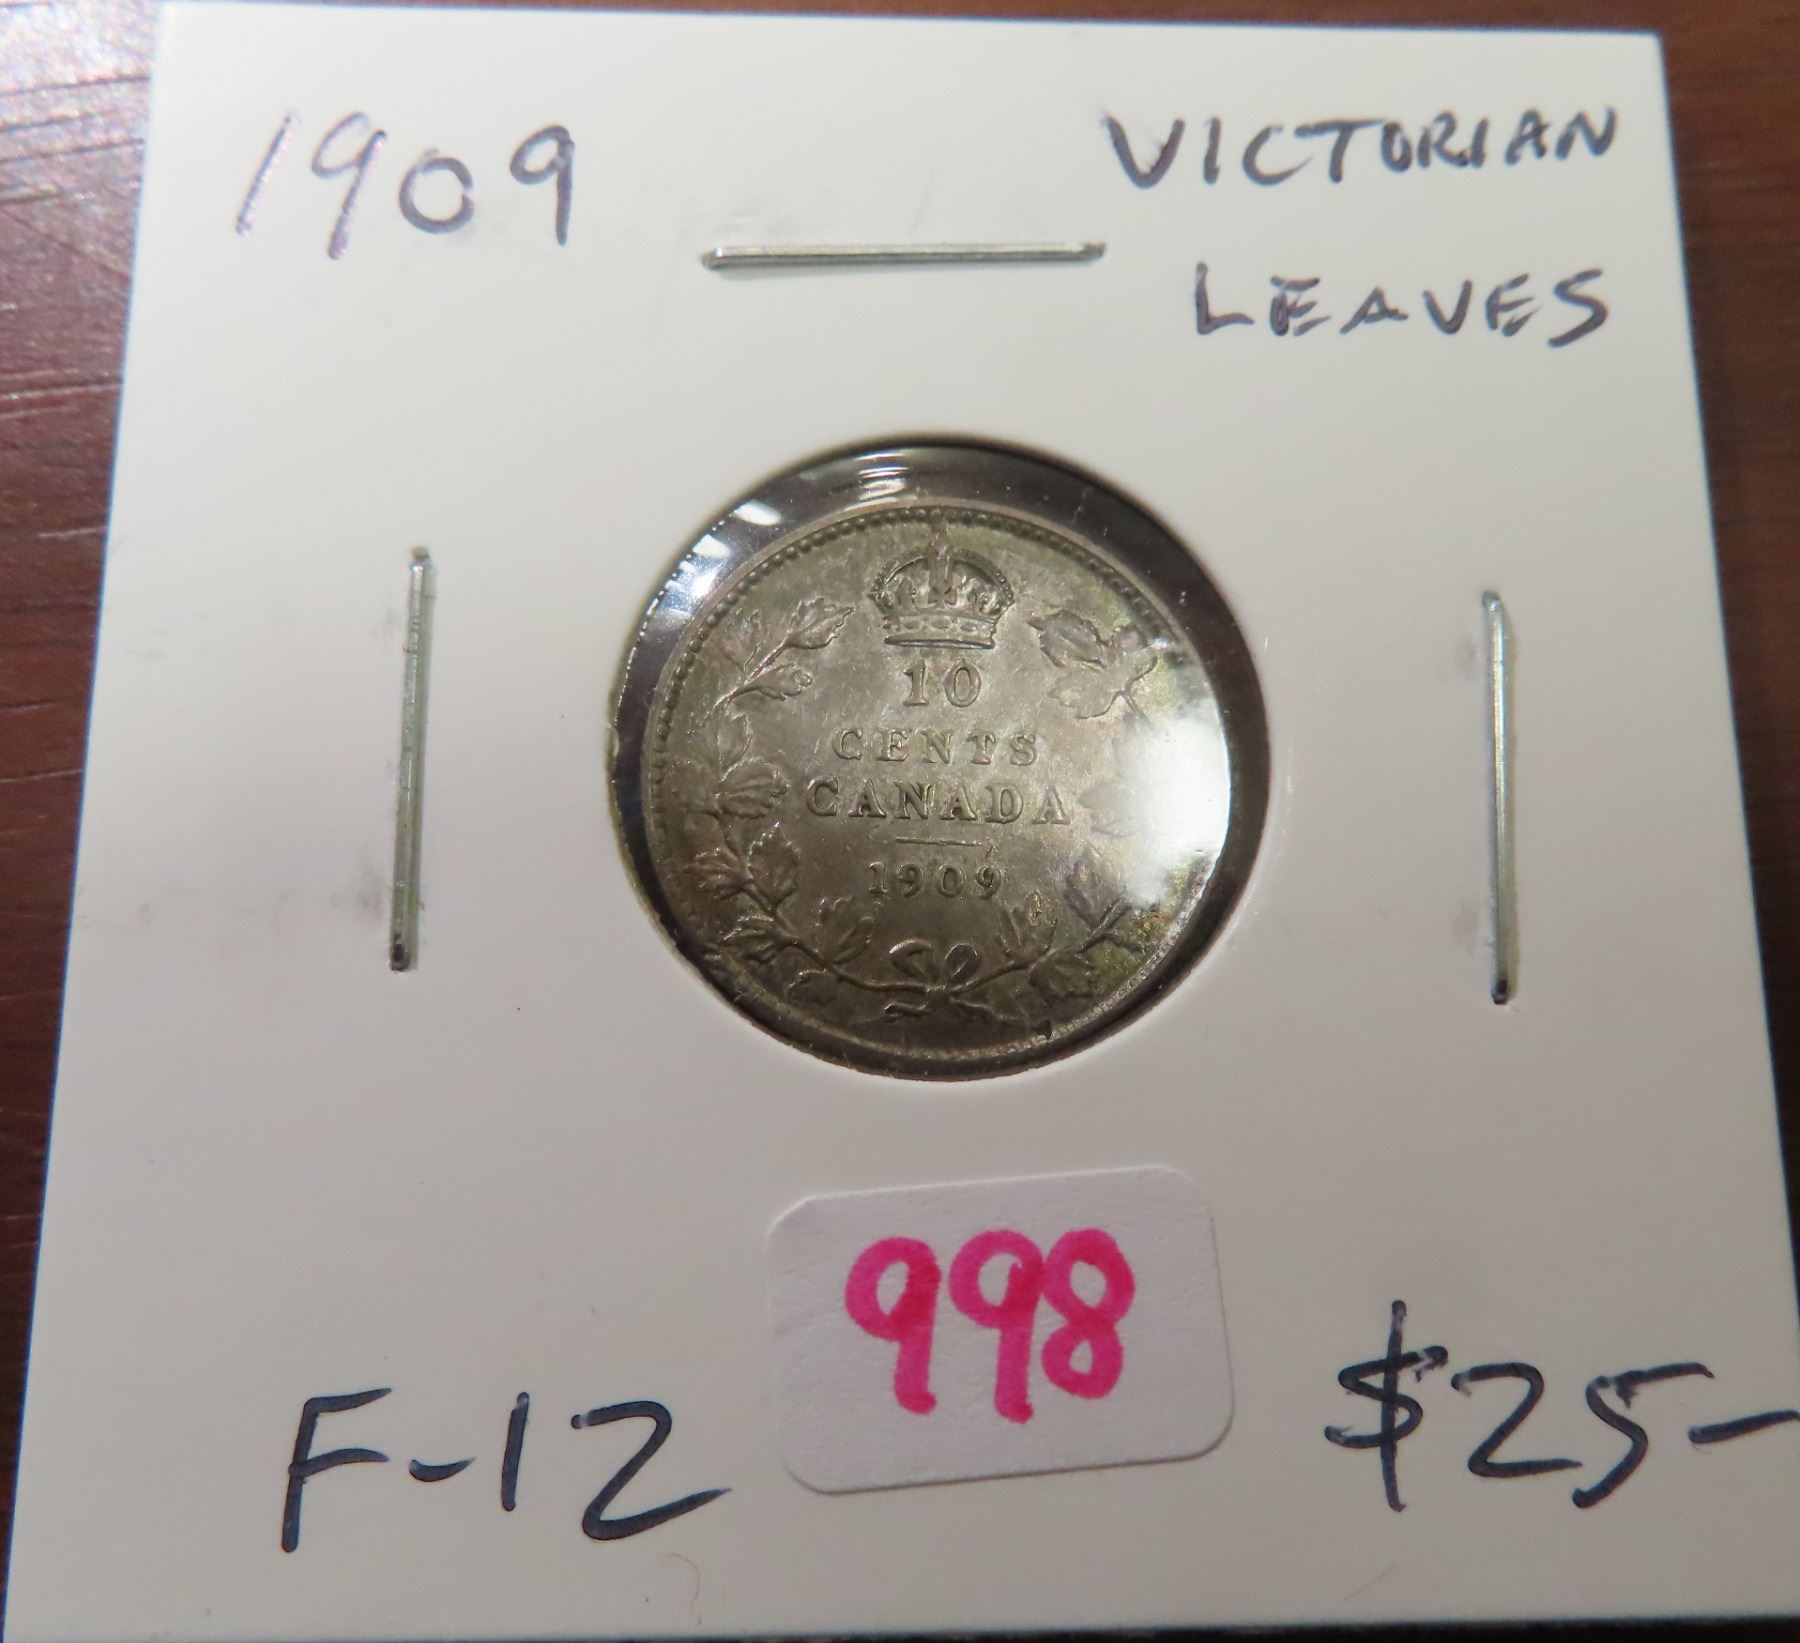 1909
VICTORIAN
LEAVES
10
CENTS
CANADA
1909
998
F-12
$25-